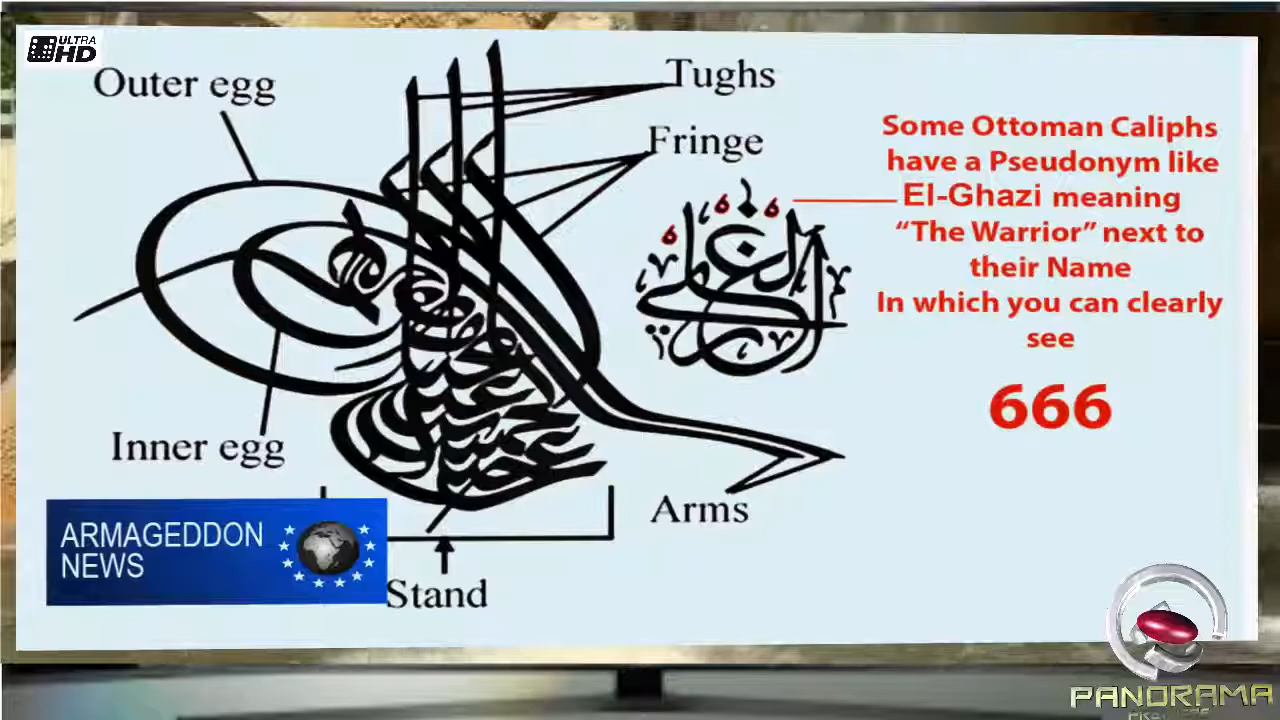 ULTRA
HD
Outer egg
Tughs
Fringe
Some Ottoman Caliphs
have a Pseudonym like
El-Ghazi meaning
“The Warrior” next to
their Name
In which you can clearly
see
666
Inner egg
Arms
ARMAGEDDON
NEWS
Stand
PANORAMA